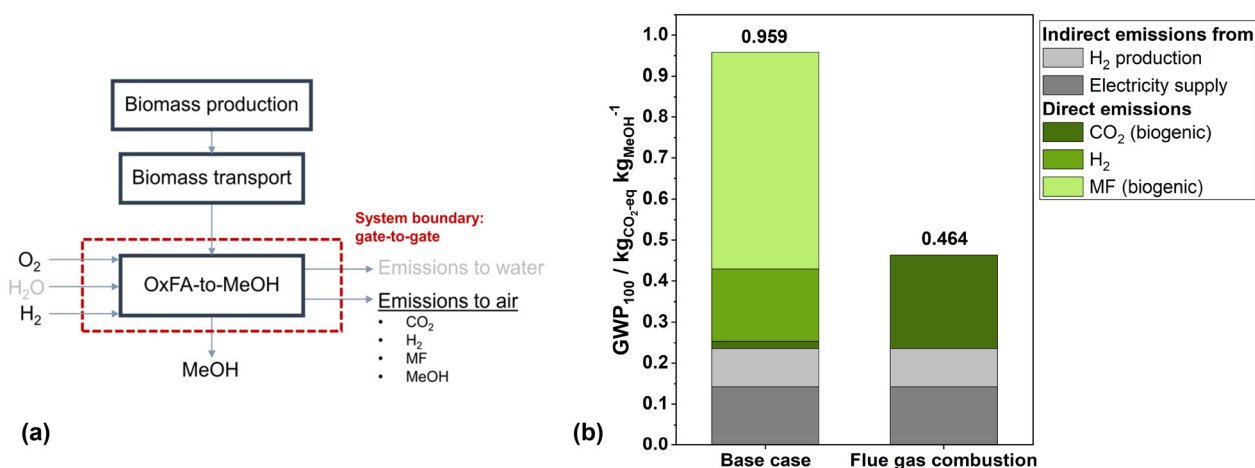 Biomass production
Biomass transport
System boundary:
gate-to-gate
O₂
H₂O
H₂
OxFA-to-MeOH
Emissions to water
Emissions to air
• CO₂
• H₂
• MF
• MeOH
MeOH
(a)
(b)
GWP₁₀₀ / kg_CO₂-eq kg_MeOH⁻¹
1.0
0.9
0.8
0.7
0.6
0.5
0.4
0.3
0.2
0.1
0.0
0.959
0.464
Base case
Flue gas combustion
Indirect emissions from
H₂ production
Electricity supply
Direct emissions
CO₂ (biogenic)
H₂
MF (biogenic)